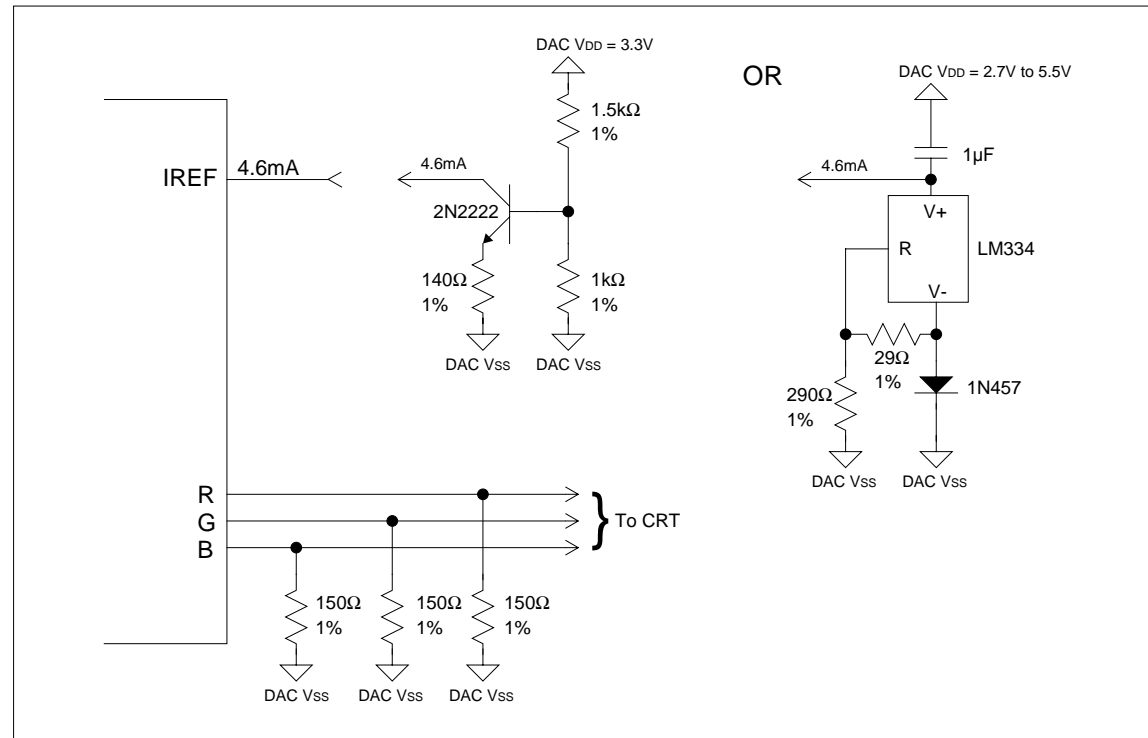 DAC VDD = 3.3V
OR
DAC VDD = 2.7V to 5.5V
1.5kΩ
1%
1µF
IREF
4.6mA
4.6mA
4.6mA
2N2222
V+
R
LM334
V-
140Ω
1%
1kΩ
1%
DAC VSS
DAC VSS
29Ω
1%
1N457
290Ω
1%
DAC VSS
DAC VSS
R
G
B
} To CRT
150Ω
1%
150Ω
1%
150Ω
1%
DAC VSS
DAC VSS
DAC VSS